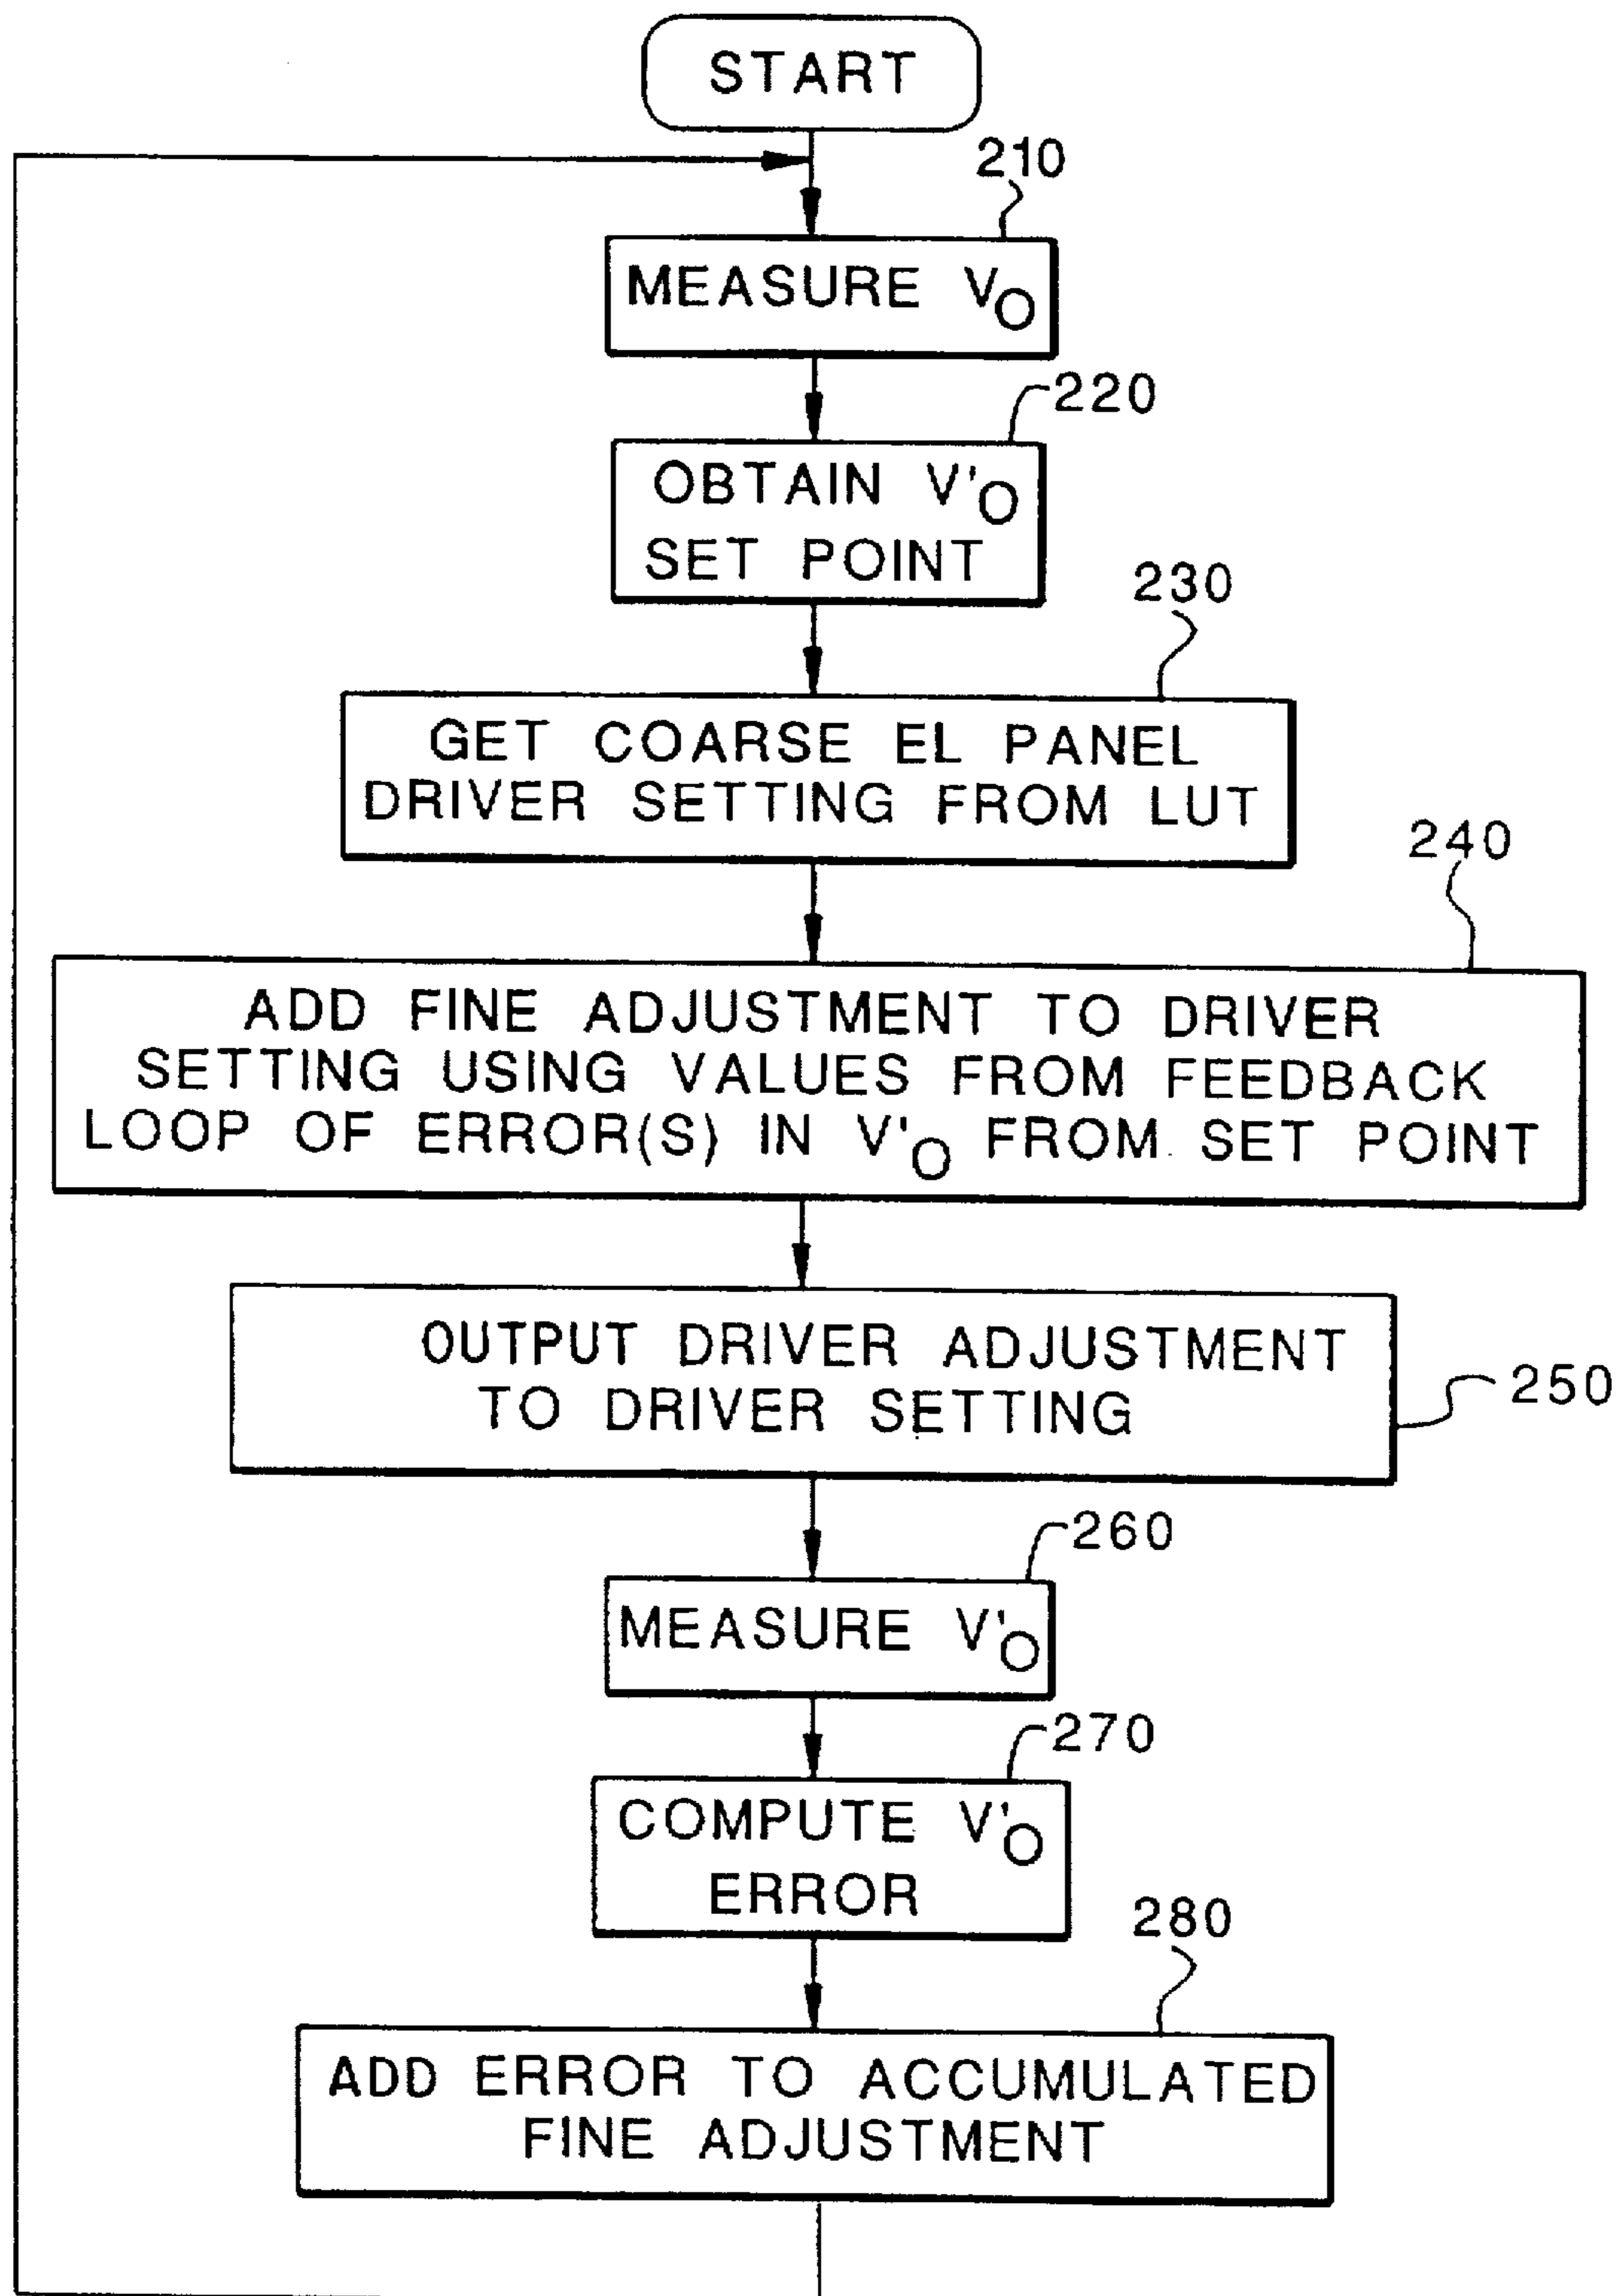 START
210
MEASURE VO
220
OBTAIN V'O
SET POINT
230
GET COARSE EL PANEL
DRIVER SETTING FROM LUT
240
ADD FINE ADJUSTMENT TO DRIVER
SETTING USING VALUES FROM FEEDBACK
LOOP OF ERROR(S) IN V'O FROM SET POINT
OUTPUT DRIVER ADJUSTMENT
TO DRIVER SETTING
250
260
MEASURE V'O
270
COMPUTE V'O
ERROR
280
ADD ERROR TO ACCUMULATED
FINE ADJUSTMENT